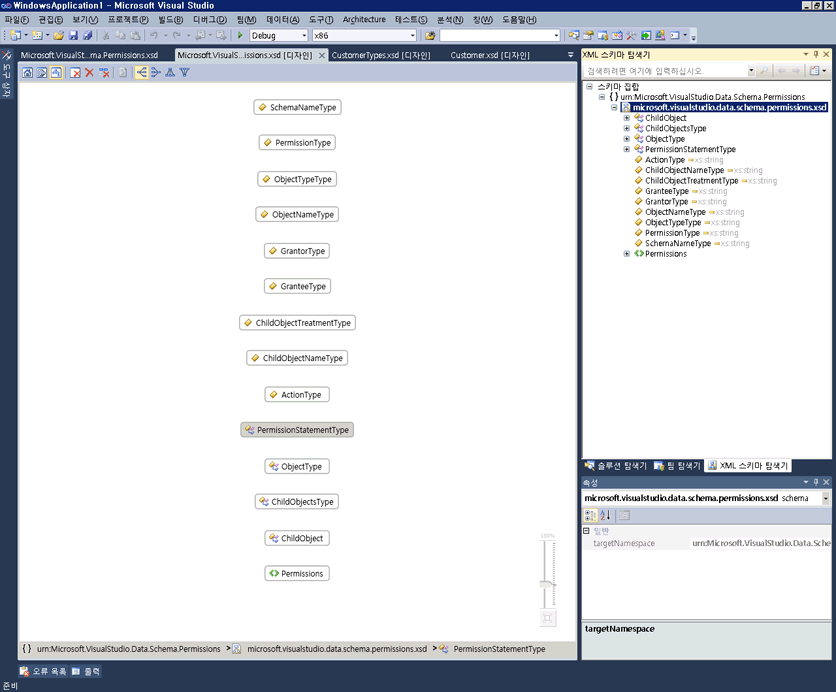 WindowsApplication1 - Microsoft Visual Studio
파일(F) 편집(E) 보기(V) 프로젝트(P) 빌드(B) 디버그(D) 팀(M) 데이터(A) 도구(T) Architecture 테스트(S) 분석(N) 창(W) 도움말(H)
Debug x86
도구 상자
Microsoft.VisualSt...ma.Permissions.xsd Microsoft.VisualS...issions.xsd [디자인] CustomerTypes.xsd [디자인] Customer.xsd [디자인]
SchemaNameType
PermissionType
ObjectTypeType
ObjectNameType
GrantorType
GranteeType
ChildObjectTreatmentType
ChildObjectNameType
ActionType
PermissionStatementType
ObjectType
ChildObjectsType
ChildObject
Permissions
100%
{ } urn:Microsoft.VisualStudio.Data.Schema.Permissions > microsoft.visualstudio.data.schema.permissions.xsd > PermissionStatementType
XML 스키마 탐색기
검색하려면 여기에 입력하십시오.
스키마 집합
{ } urn:Microsoft.VisualStudio.Data.Schema.Permissions
microsoft.visualstudio.data.schema.permissions.xsd
ChildObject
ChildObjectsType
ObjectType
PermissionStatementType
ActionType xs:string
ChildObjectNameType xs:string
ChildObjectTreatmentType xs:string
GranteeType xs:string
GrantorType xs:string
ObjectNameType xs:string
ObjectTypeType xs:string
PermissionType xs:string
SchemaNameType xs:string
Permissions
솔루션 탐색기 팀 탐색기 XML 스키마 탐색기
속성
microsoft.visualstudio.data.schema.permissions.xsd schema
일반
targetNamespace urn:Microsoft.VisualStudio.Data.Sche
targetNamespace
오류 목록 출력
준비